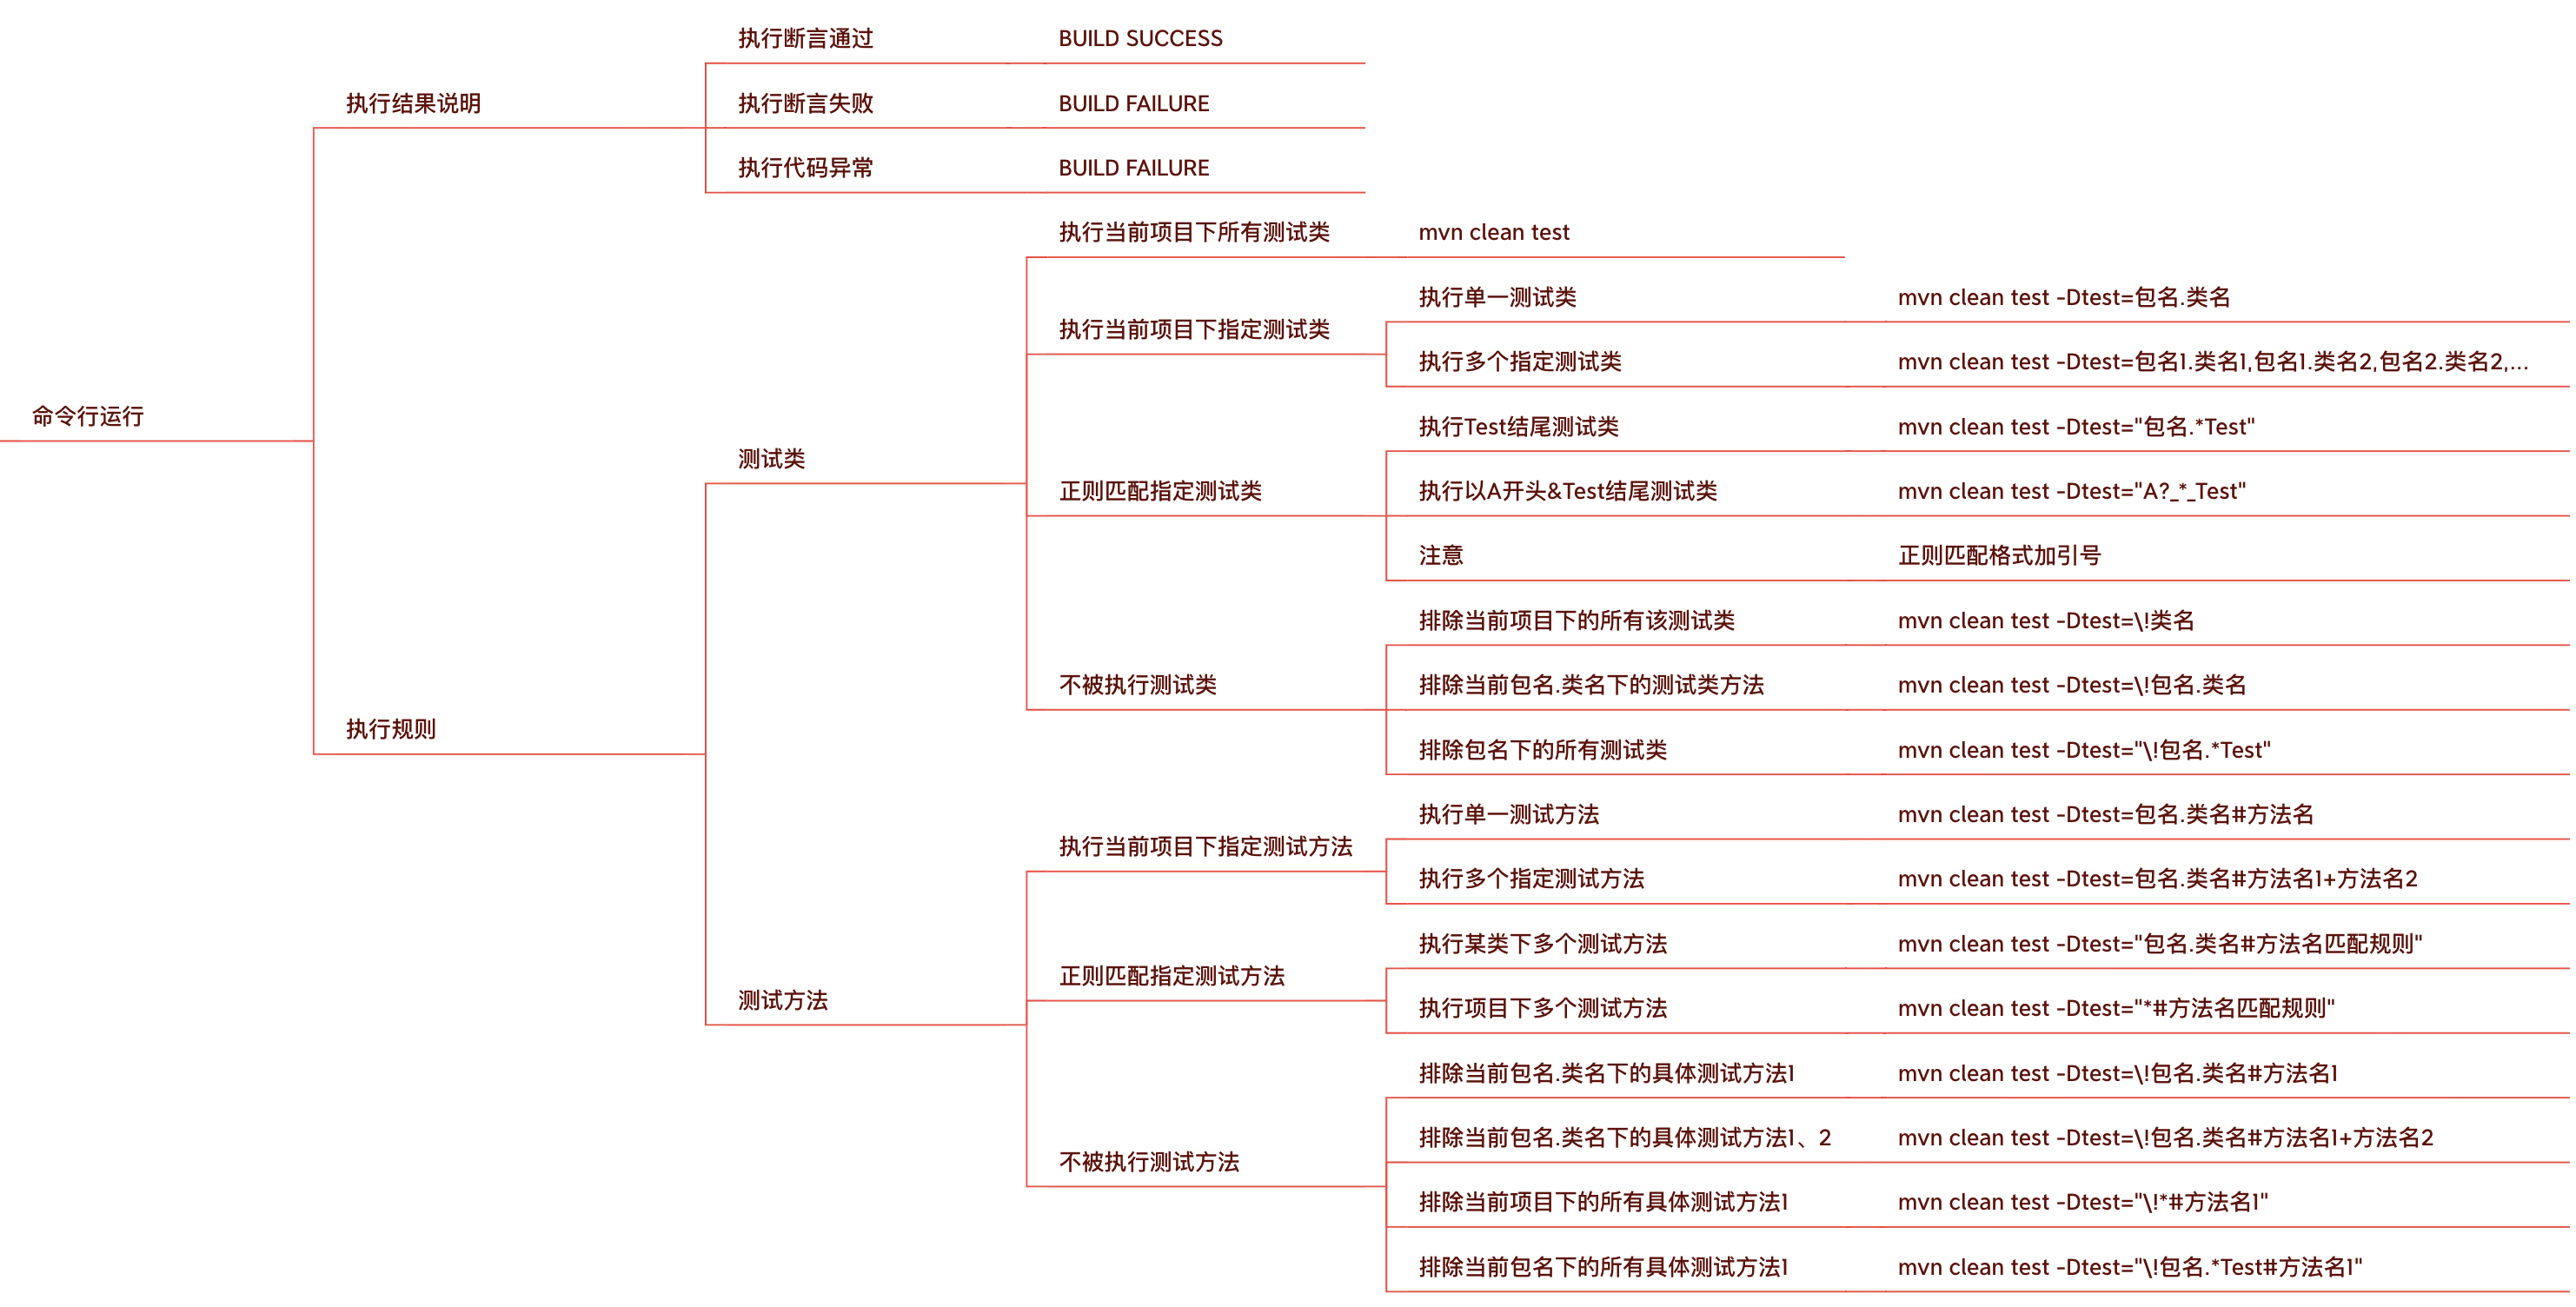 命令行运行
执行结果说明
执行断言通过
BUILD SUCCESS
执行断言失败
BUILD FAILURE
执行代码异常
BUILD FAILURE
执行规则
测试类
执行当前项目下所有测试类
mvn clean test
执行当前项目下指定测试类
执行单一测试类
mvn clean test -Dtest=包名.类名
执行多个指定测试类
mvn clean test -Dtest=包名1.类名1,包名1.类名2,包名2.类名2,...
正则匹配指定测试类
执行Test结尾测试类
mvn clean test -Dtest="包名.*Test"
执行以A开头&Test结尾测试类
mvn clean test -Dtest="A?_*_Test"
注意
正则匹配格式加引号
不被执行测试类
排除当前项目下的所有该测试类
mvn clean test -Dtest=\!类名
排除当前包名.类名下的测试类方法
mvn clean test -Dtest=\!包名.类名
排除包名下的所有测试类
mvn clean test -Dtest="\!包名.*Test"
测试方法
执行当前项目下指定测试方法
执行单一测试方法
mvn clean test -Dtest=包名.类名#方法名
执行多个指定测试方法
mvn clean test -Dtest=包名.类名#方法名1+方法名2
正则匹配指定测试方法
执行某类下多个测试方法
mvn clean test -Dtest="包名.类名#方法名匹配规则"
执行项目下多个测试方法
mvn clean test -Dtest="*#方法名匹配规则"
不被执行测试方法
排除当前包名.类名下的具体测试方法1
mvn clean test -Dtest=\!包名.类名#方法名1
排除当前包名.类名下的具体测试方法1、2
mvn clean test -Dtest=\!包名.类名#方法名1+方法名2
排除当前项目下的所有具体测试方法1
mvn clean test -Dtest="\!*#方法名1"
排除当前包名下的所有具体测试方法1
mvn clean test -Dtest="\!包名.*Test#方法名1"